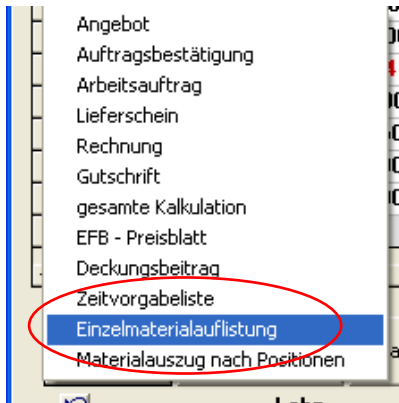 Angebot
Auftragsbestätigung
Arbeitsauftrag
Lieferschein
Rechnung
Gutschrift
gesamte Kalkulation
EFB - Preisblatt
Deckungsbeitrag
Zeitvorgabeliste
Einzelmaterialauflistung
Materialauszug nach Positionen